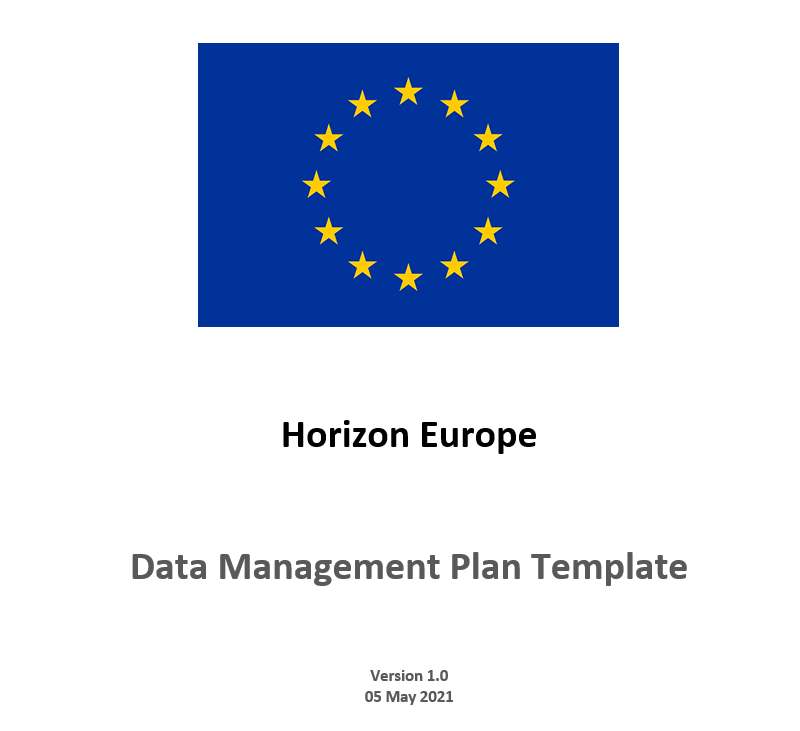 Horizon Europe
Data Management Plan Template
Version 1.0
05 May 2021